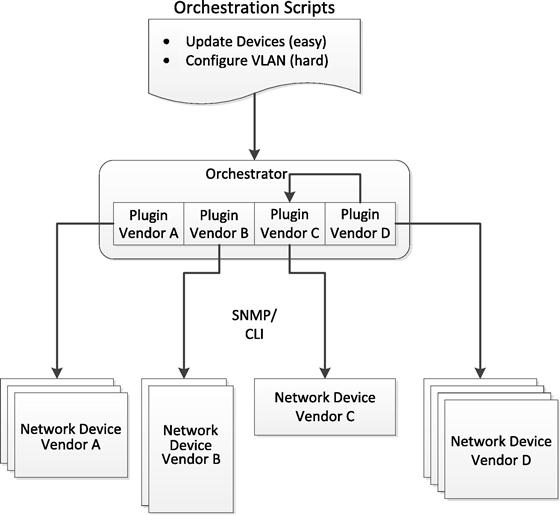 Orchestration Scripts
• Update Devices (easy)
• Configure VLAN (hard)
Orchestrator
Plugin
Vendor A
Plugin
Vendor B
Plugin
Vendor C
Plugin
Vendor D
SNMP/
CLI
Network Device
Vendor A
Network
Device
Vendor B
Network Device
Vendor C
Network Device
Vendor D